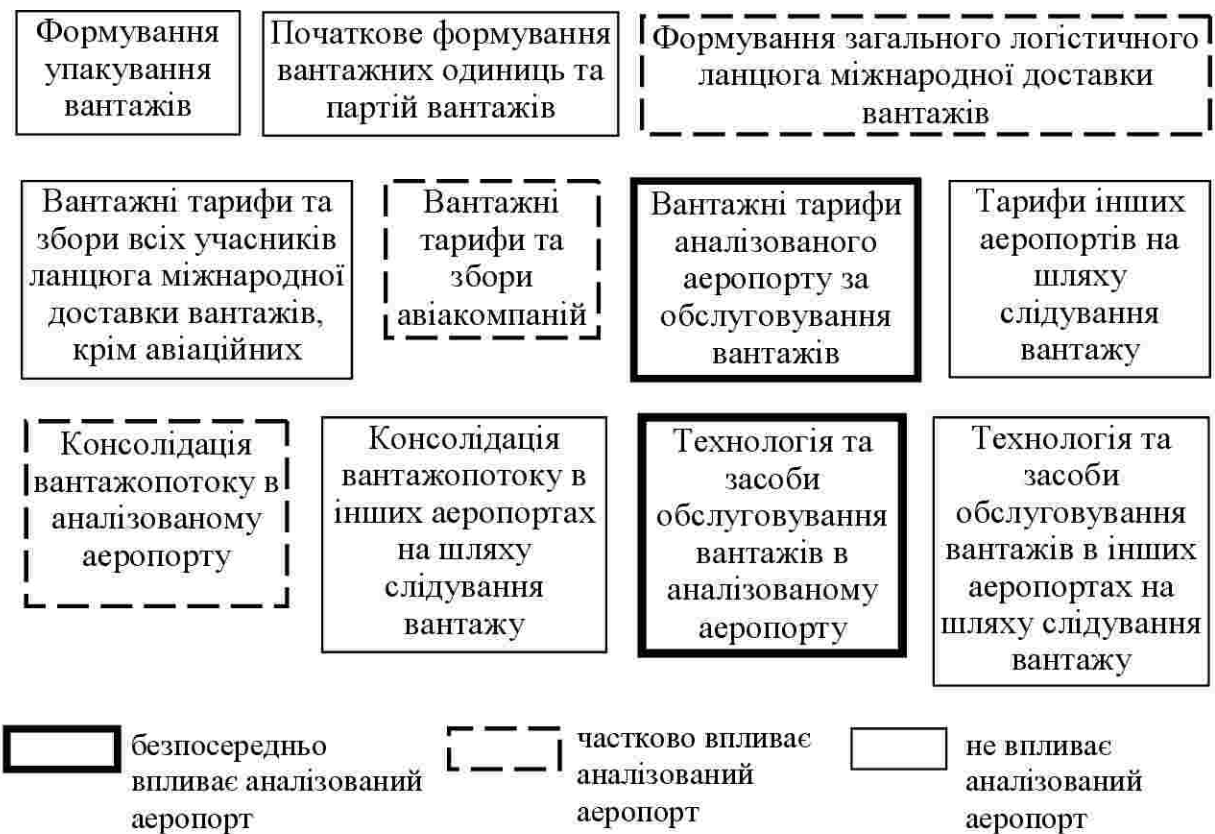 Формування
упакування
вантажів
Початкове формування
вантажних одиниць та
партій вантажів
Формування загального логістичного
ланцюга міжнародної доставки
вантажів
Вантажні тарифи та
збори всіх учасників
ланцюга міжнародної
доставки вантажів,
крім авіаційних
Вантажні
тарифи та
збори
авіакомпаній
Вантажні тарифи
аналізованого
аеропорту за
обслуговування
вантажів
Тарифи інших
аеропортів на
шляху
слідування
вантажу
Консолідація
вантажопотоку в
аналізованому
аеропорту
Консолідація
вантажопотоку в
інших аеропортах
на шляху
слідування
вантажу
Технологія та
засоби
обслуговування
вантажів в
аналізованому
аеропорту
Технологія та
засоби
обслуговування
вантажів в інших
аеропортах на
шляху слідування
вантажу
безпосередньо
впливає аналізований
аеропорт
частково впливає
аналізований
аеропорт
не впливає
аналізований
аеропорт